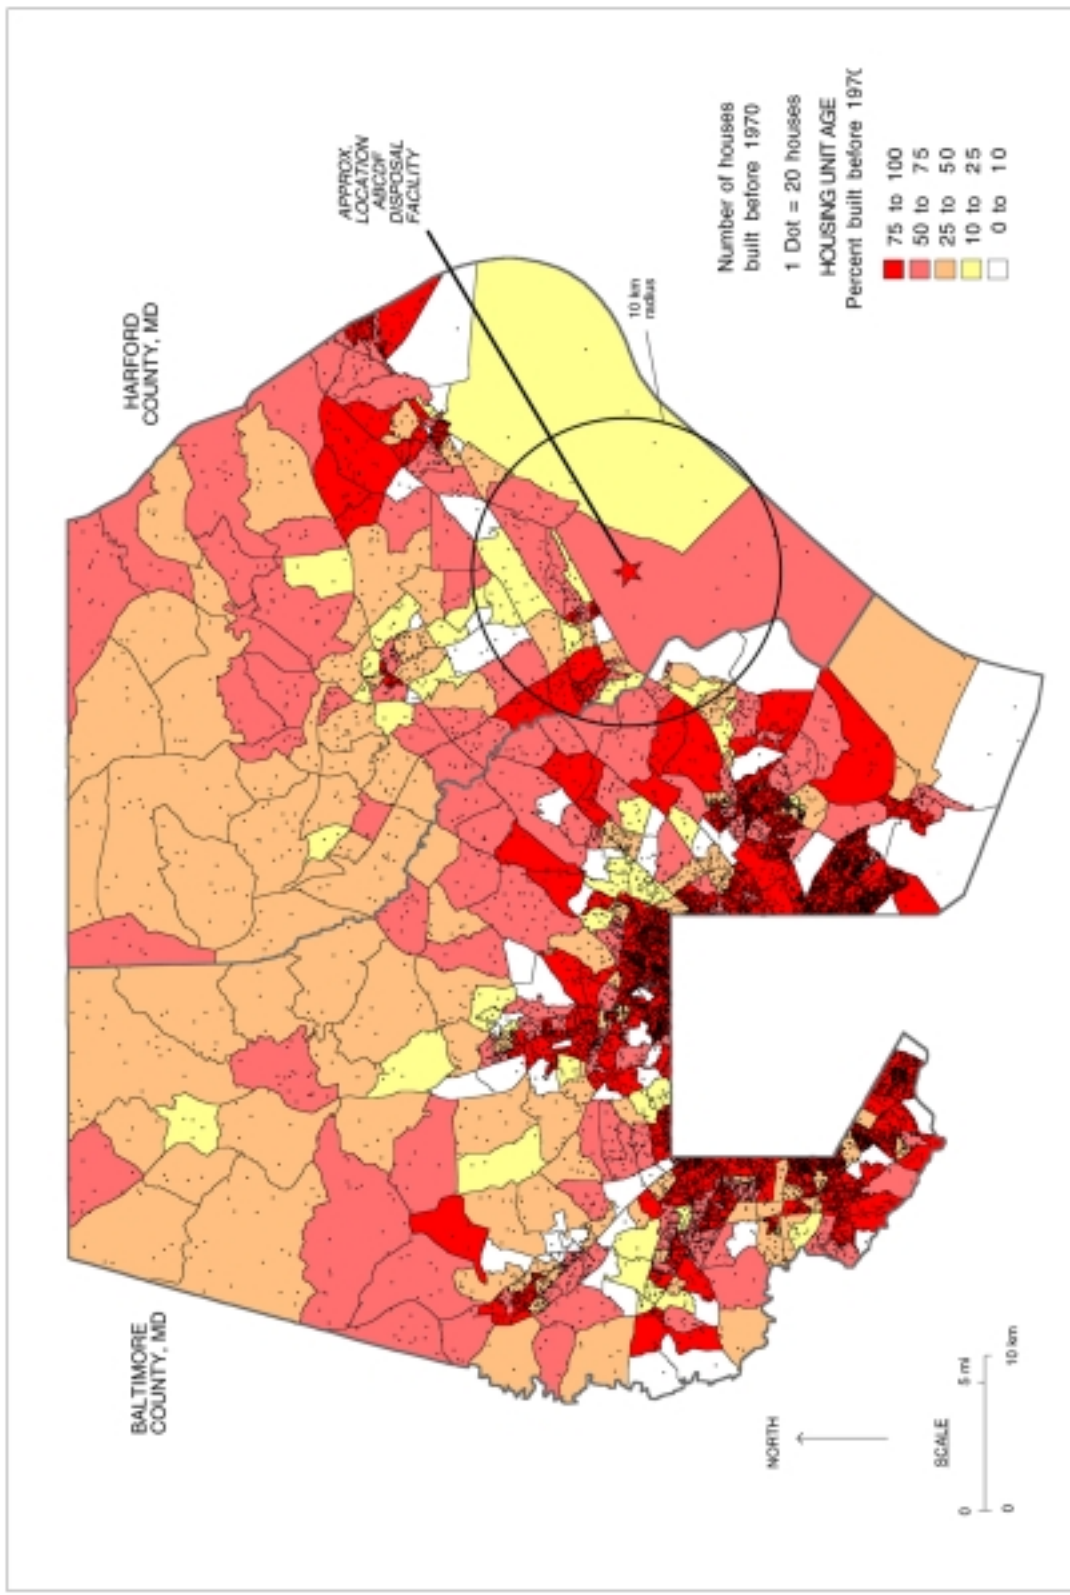 BALTIMORE
COUNTY, MD
HARFORD
COUNTY, MD
APPROX.
LOCATION
ABCDF
DISPOSAL
FACILITY
10 km
radius
Number of houses
built before 1970
1 Dot = 20 houses
HOUSING UNIT AGE
Percent built before 197(
75 to 100
50 to 75
25 to 50
10 to 25
0 to 10
NORTH
SCALE
0 5 mi
0 10 km